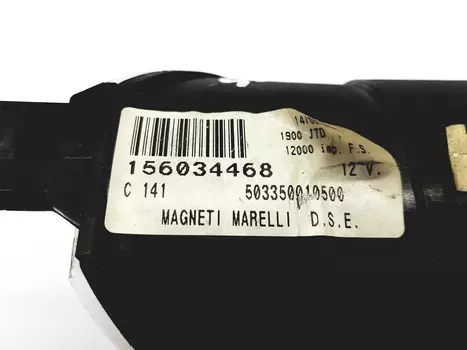 1900 JTD
12000 imp. F.S.
156034468 12 V.
C 141 503350010500
MAGNETI MARELLI D.S.E.